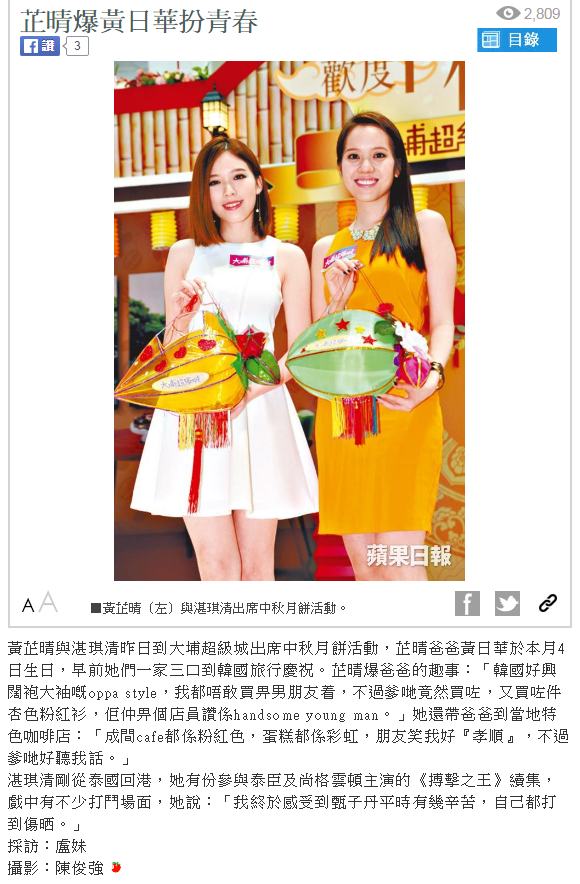 芷晴爆黃日華扮青春
2,809
讚 3
目錄
歡度中
埔超級
大埔超級城
大埔超級城
蘋果日報
A A
■黃芷晴（左）與湛琪清出席中秋月餅活動。
黃芷晴與湛琪清昨日到大埔超級城出席中秋月餅活動，芷晴爸爸黃日華於本月4
日生日，早前她們一家三口到韓國旅行慶祝。芷晴爆爸爸的趣事：「韓國好興
闊袍大袖嘅oppa style，我都唔敢買畀男朋友着，不過爹哋竟然買咗，又買咗件
杏色粉紅衫，佢仲畀個店員讚係handsome young man。」她還帶爸爸到當地特
色咖啡店：「成間cafe都係粉紅色，蛋糕都係彩虹，朋友笑我好『孝順』，不過
爹哋好聽我話。」
湛琪清剛從泰國回港，她有份參與泰臣及尚格雲頓主演的《搏擊之王》續集，
戲中有不少打鬥場面，她說：「我終於感受到甄子丹平時有幾辛苦，自己都打
到傷晒。」
採訪：盧妹
攝影：陳俊強